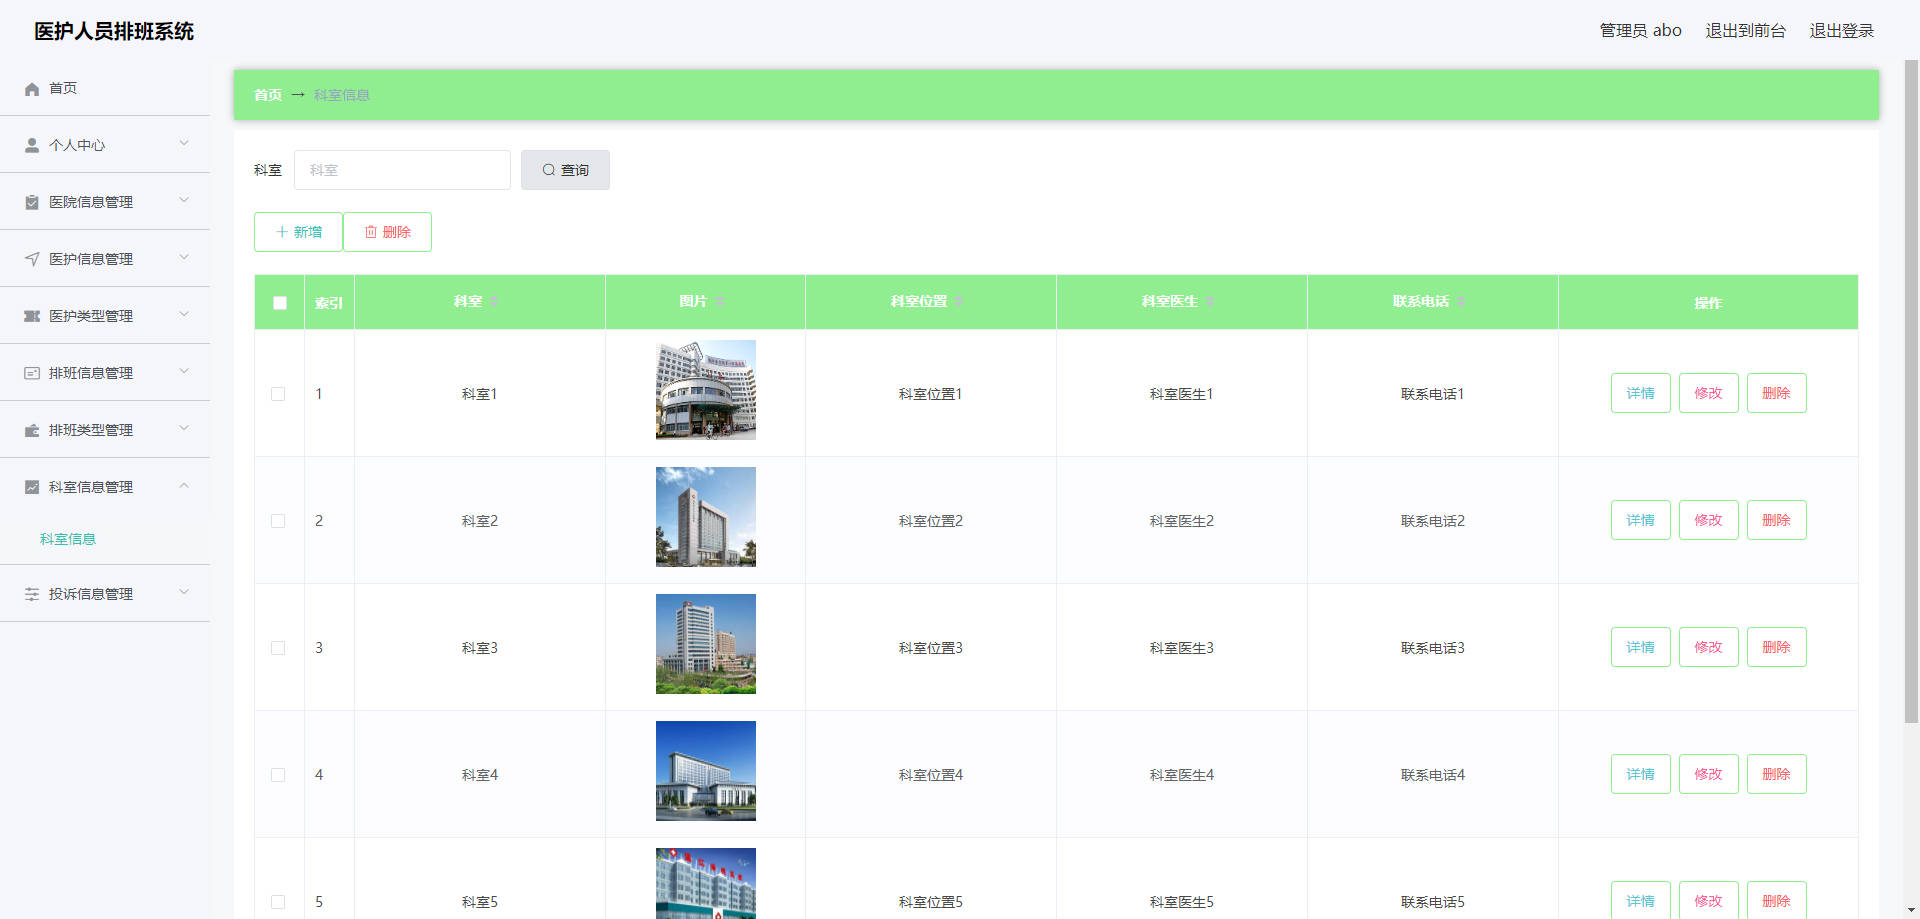 医护人员排班系统
管理员 abo 退出到前台 退出登录
首页
个人中心
医院信息管理
医护信息管理
医护类型管理
排班信息管理
排班类型管理
科室信息管理
科室信息
投诉信息管理
首页 → 科室信息
科室 科室 查询
新增 删除
索引 科室 图片 科室位置 科室医生 联系电话 操作
1 科室1 科室位置1 科室医生1 联系电话1 详情 修改 删除
2 科室2 科室位置2 科室医生2 联系电话2 详情 修改 删除
3 科室3 科室位置3 科室医生3 联系电话3 详情 修改 删除
4 科室4 科室位置4 科室医生4 联系电话4 详情 修改 删除
5 科室5 科室位置5 科室医生5 联系电话5 详情 修改 删除